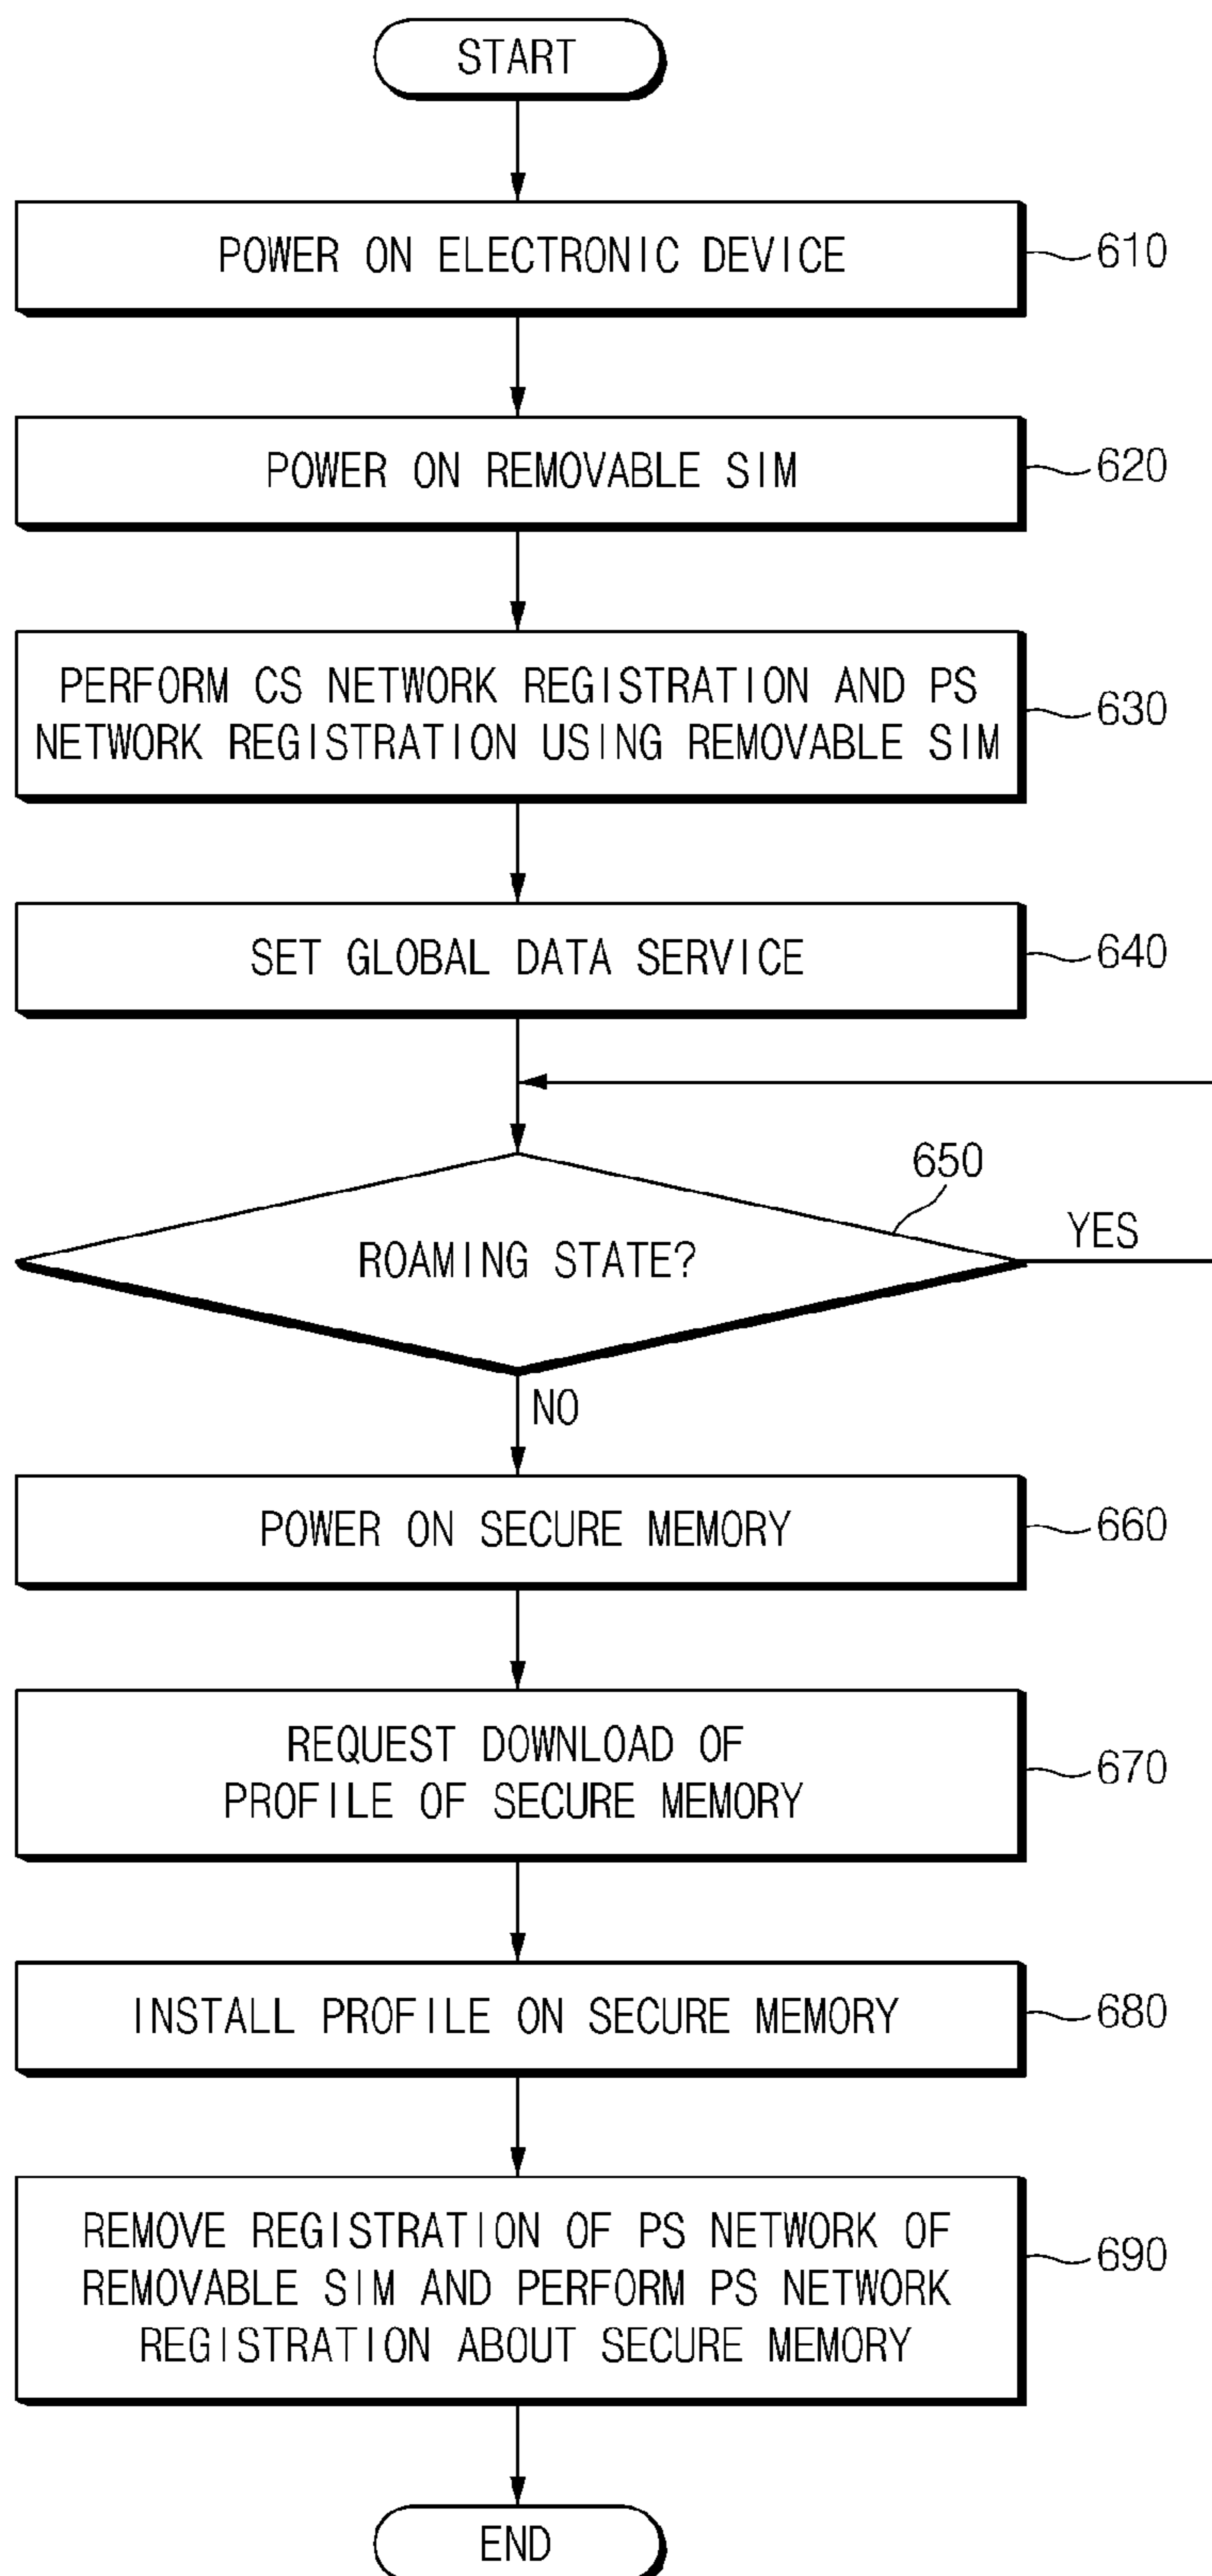 START
POWER ON ELECTRONIC DEVICE
610
POWER ON REMOVABLE SIM
620
PERFORM CS NETWORK REGISTRATION AND PS
NETWORK REGISTRATION USING REMOVABLE SIM
630
SET GLOBAL DATA SERVICE
640
650
ROAMING STATE?
YES
NO
POWER ON SECURE MEMORY
660
REQUEST DOWNLOAD OF
PROFILE OF SECURE MEMORY
670
INSTALL PROFILE ON SECURE MEMORY
680
REMOVE REGISTRATION OF PS NETWORK OF
REMOVABLE SIM AND PERFORM PS NETWORK
REGISTRATION ABOUT SECURE MEMORY
690
END